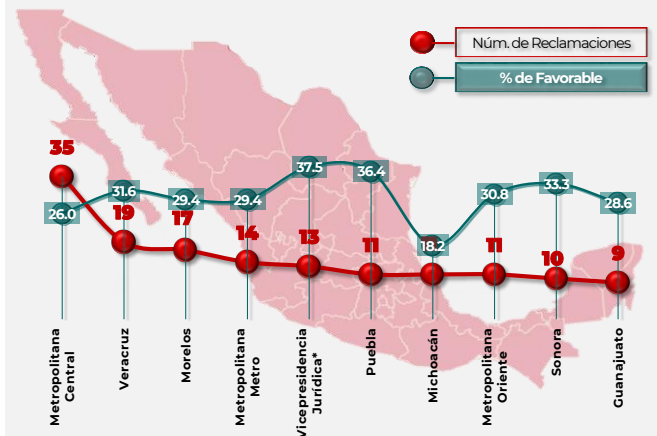 Núm. de Reclamaciones
% de Favorable
35
19
17
14
13
11
11
10
9
26.0
31.6
29.4
29.4
37.5
36.4
18.2
30.8
33.3
28.6
Metropolitana
Central
Veracruz
Morelos
Metropolitana
Metro
Vicepresidencia
Jurídica*
Puebla
Michoacán
Metropolitana
Oriente
Sonora
Guanajuato